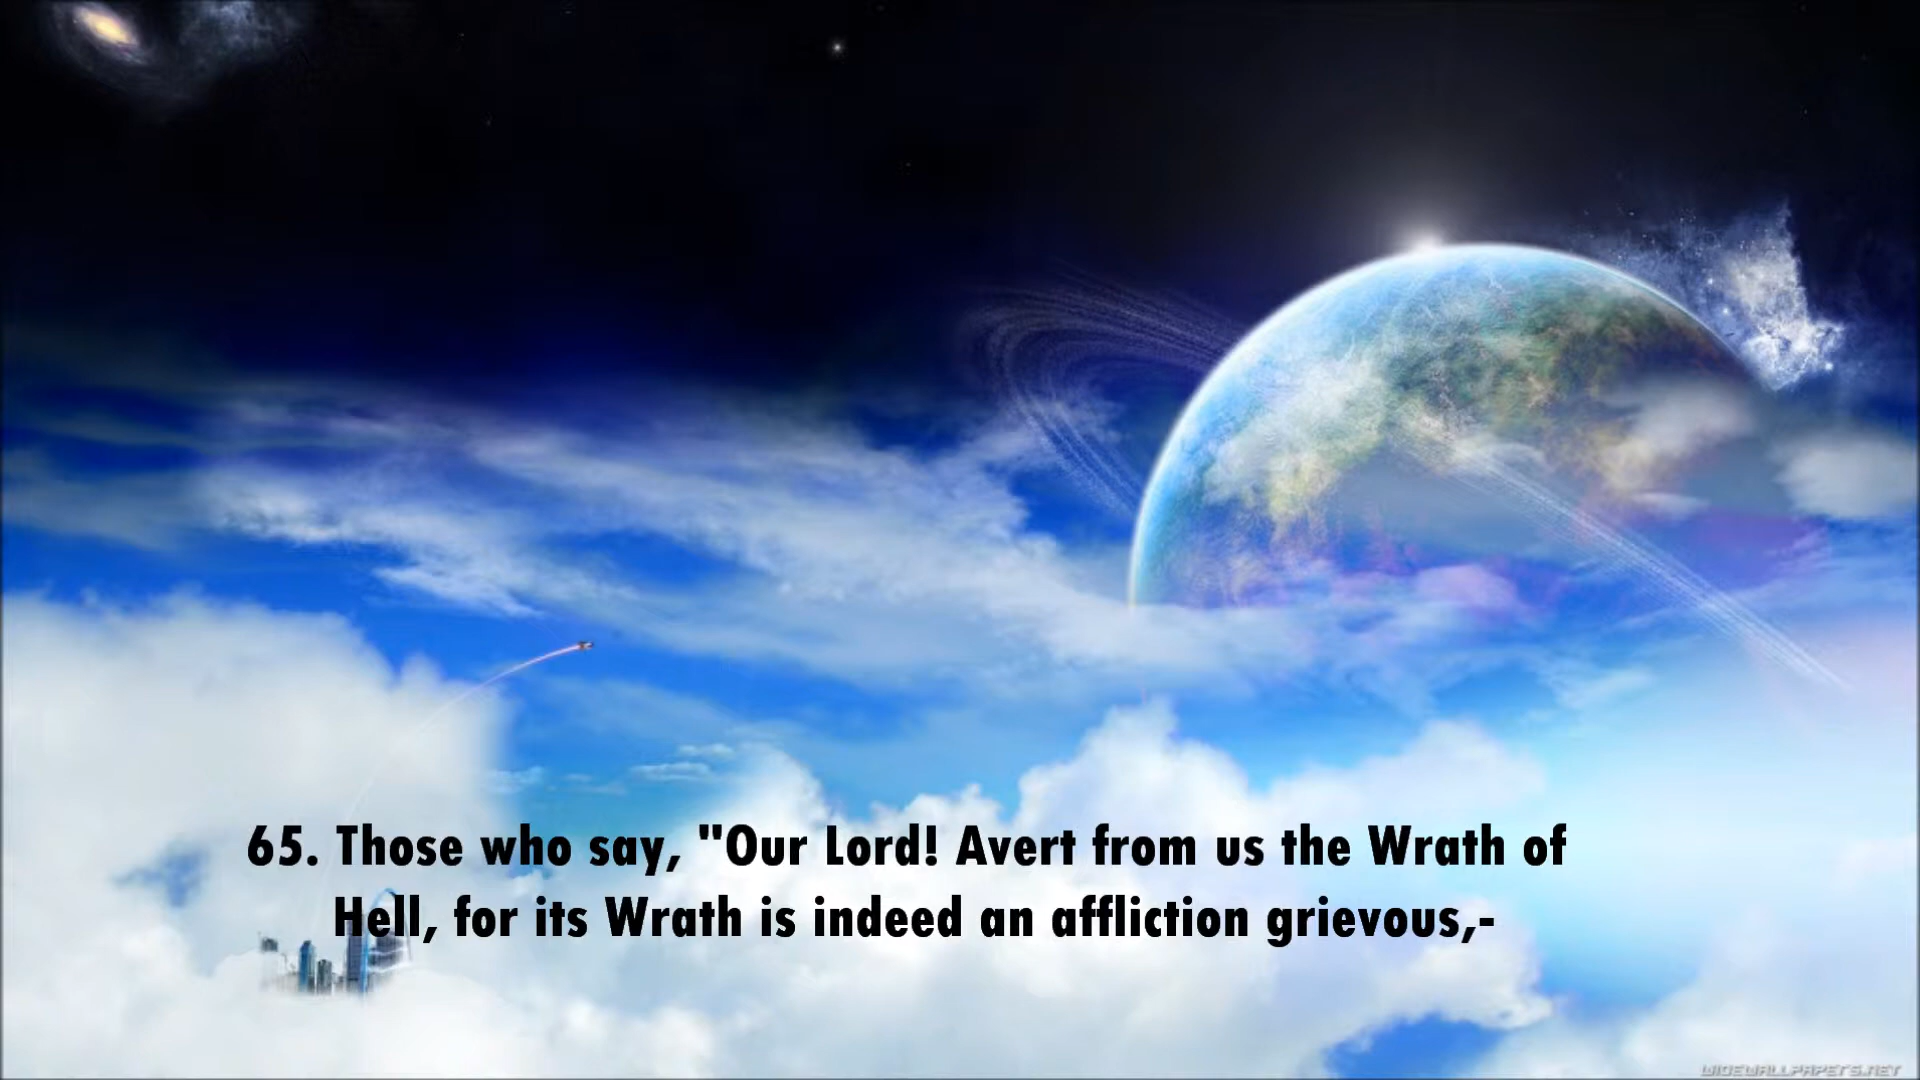 65. Those who say, "Our Lord! Avert from us the Wrath of
Hell, for its Wrath is indeed an affliction grievous,-
WIDEWALLPAPERS.NET